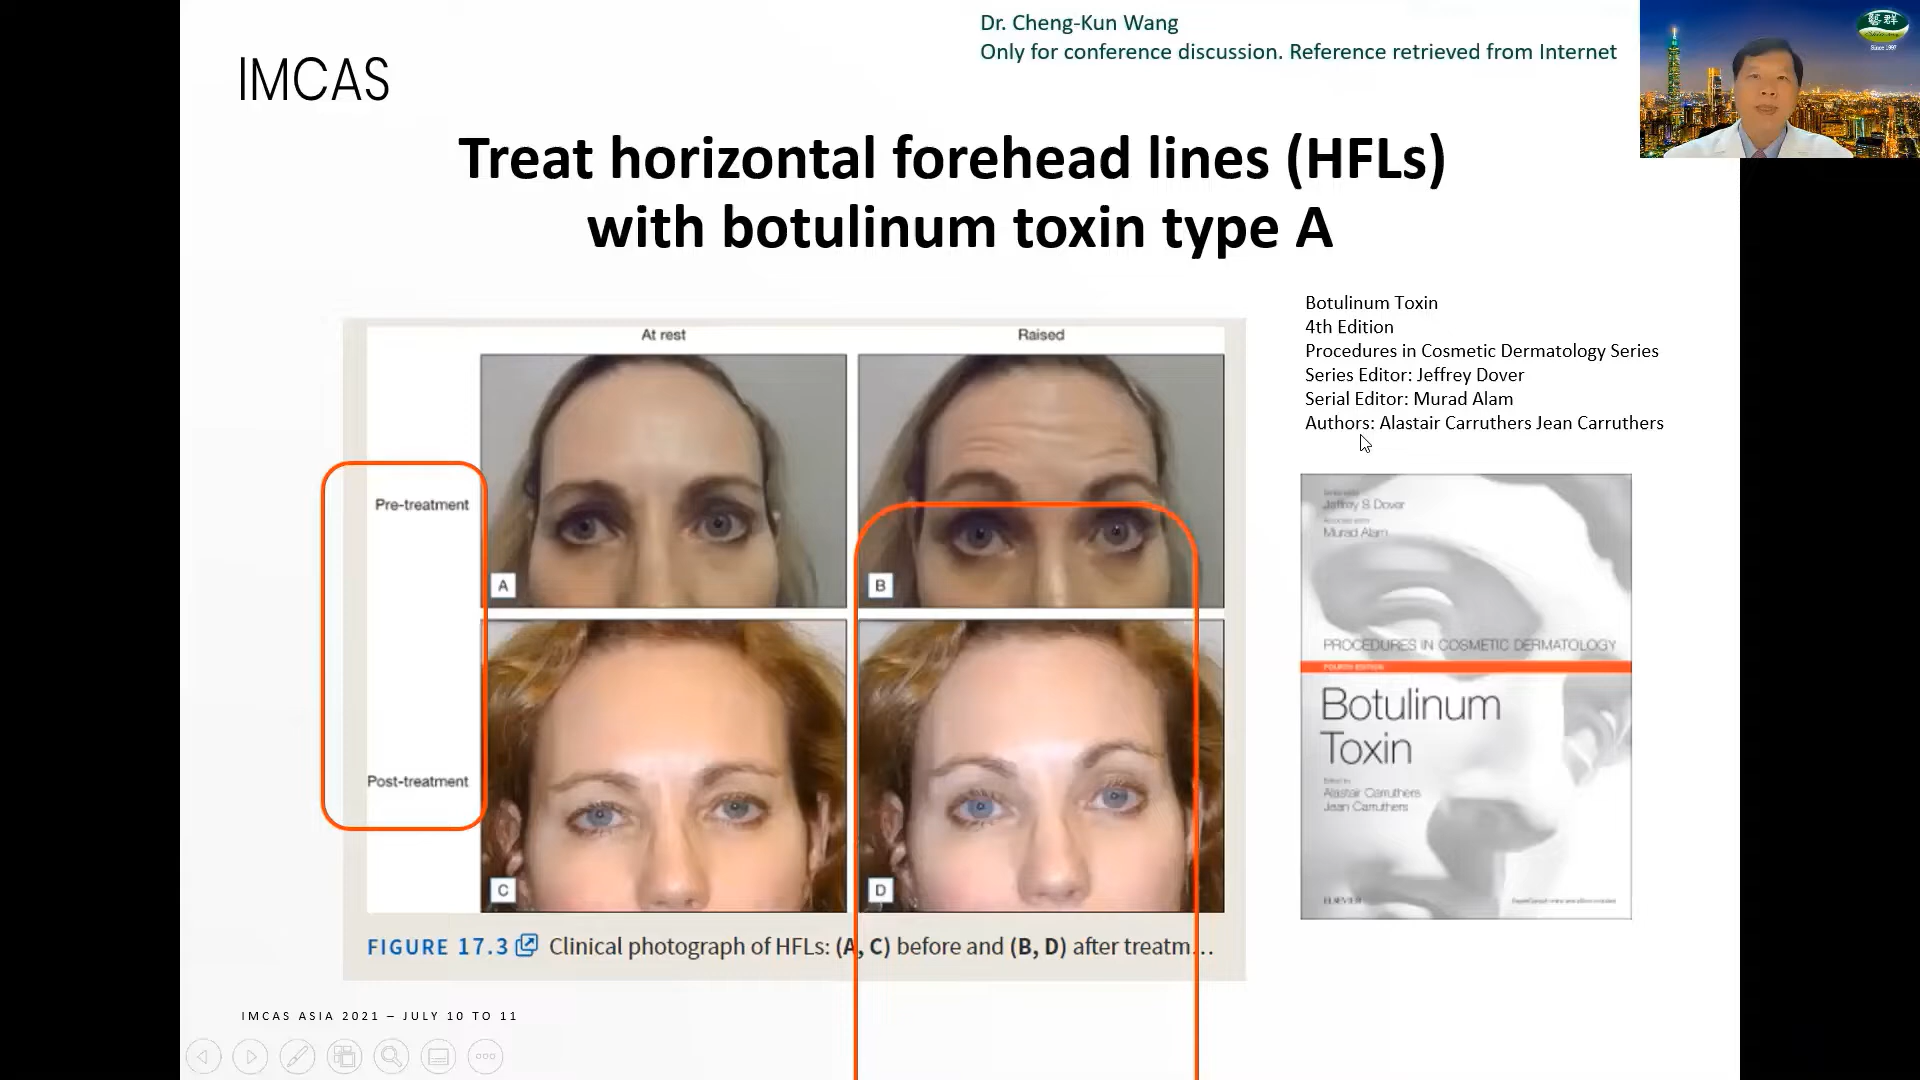 Dr. Cheng-Kun Wang
Only for conference discussion. Reference retrieved from Internet
IMCAS
藝群
Since 1997
Treat horizontal forehead lines (HFLs)
with botulinum toxin type A
At rest
Raised
Pre-treatment
A
B
Post-treatment
C
D
FIGURE 17.3 Clinical photograph of HFLs: (A, C) before and (B, D) after treatm...
Botulinum Toxin
4th Edition
Procedures in Cosmetic Dermatology Series
Series Editor: Jeffrey Dover
Serial Editor: Murad Alam
Authors: Alastair Carruthers Jean Carruthers
Jeffrey S Dover
Murad Alam
PROCEDURES IN COSMETIC DERMATOLOGY
FOURTH EDITION
Botulinum
Toxin
Edited by
Alastair Carruthers
Jean Carruthers
ELSEVIER
IMCAS ASIA 2021 – JULY 10 TO 11